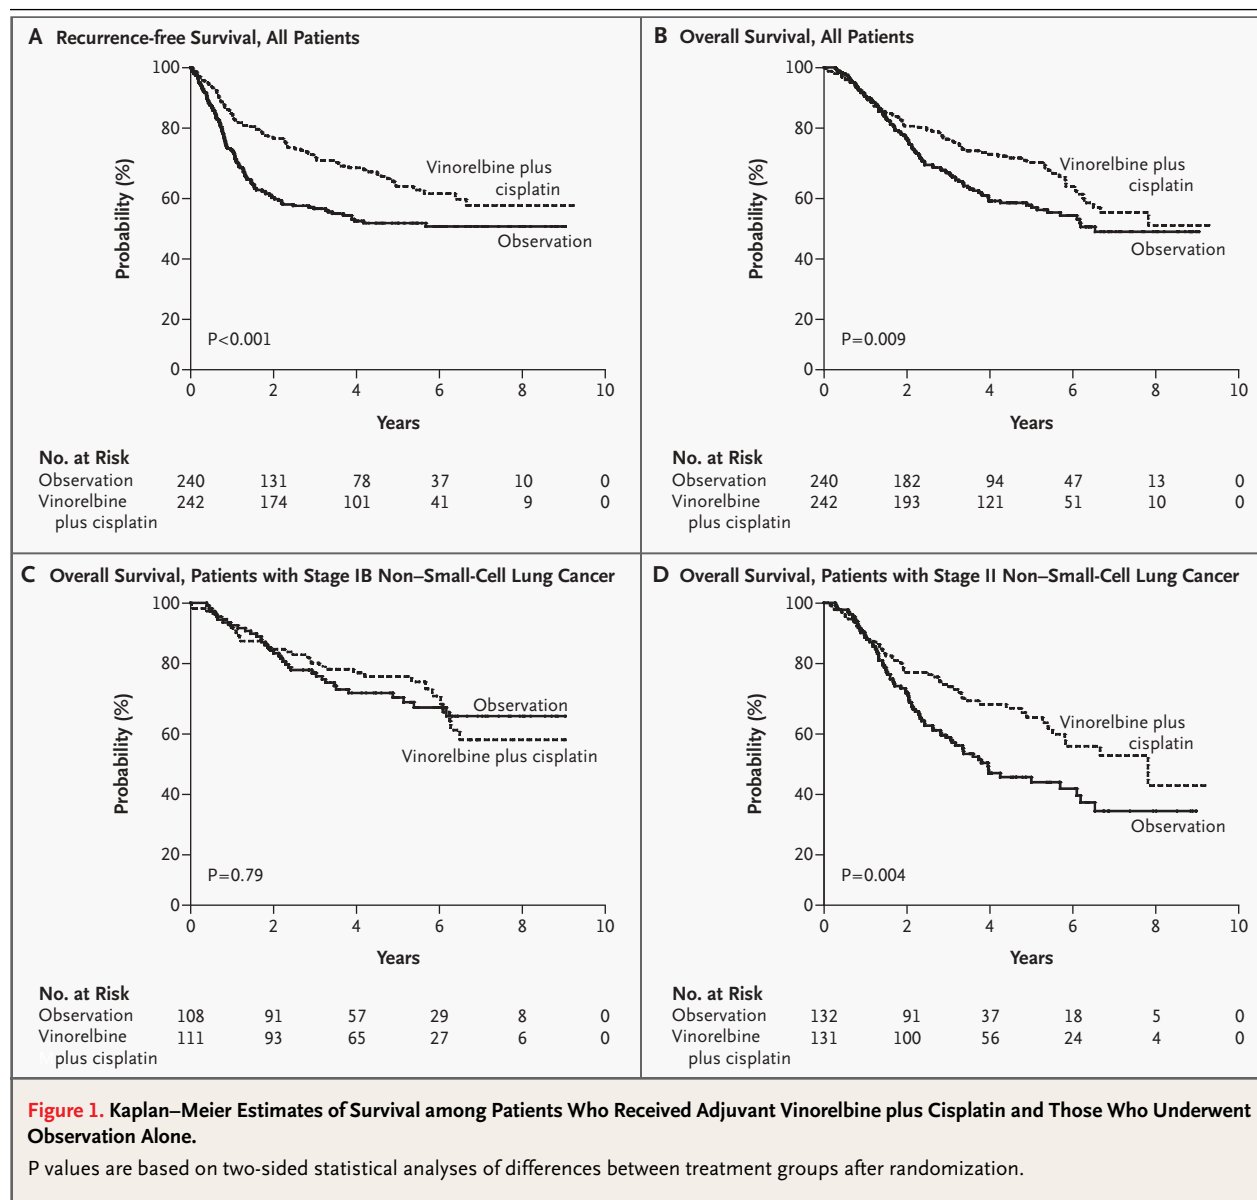 A Recurrence-free Survival, All Patients
100
80
60
40
20
0
Probability (%)
Vinorelbine plus
cisplatin
Observation
P<0.001
0 2 4 6 8 10
Years
No. at Risk
Observation 240 131 78 37 10 0
Vinorelbine 242 174 101 41 9 0
plus cisplatin
B Overall Survival, All Patients
100
80
60
40
20
0
Probability (%)
Vinorelbine plus
cisplatin
Observation
P=0.009
0 2 4 6 8 10
Years
No. at Risk
Observation 240 182 94 47 13 0
Vinorelbine 242 193 121 51 10 0
plus cisplatin
C Overall Survival, Patients with Stage IB Non–Small-Cell Lung Cancer
100
80
60
40
20
0
Probability (%)
Observation
Vinorelbine plus cisplatin
P=0.79
0 2 4 6 8 10
Years
No. at Risk
Observation 108 91 57 29 8 0
Vinorelbine 111 93 65 27 6 0
plus cisplatin
D Overall Survival, Patients with Stage II Non–Small-Cell Lung Cancer
100
80
60
40
20
0
Probability (%)
Vinorelbine plus
cisplatin
Observation
P=0.004
0 2 4 6 8 10
Years
No. at Risk
Observation 132 91 37 18 5 0
Vinorelbine 131 100 56 24 4 0
plus cisplatin
Figure 1. Kaplan–Meier Estimates of Survival among Patients Who Received Adjuvant Vinorelbine plus Cisplatin and Those Who Underwent
Observation Alone.
P values are based on two-sided statistical analyses of differences between treatment groups after randomization.